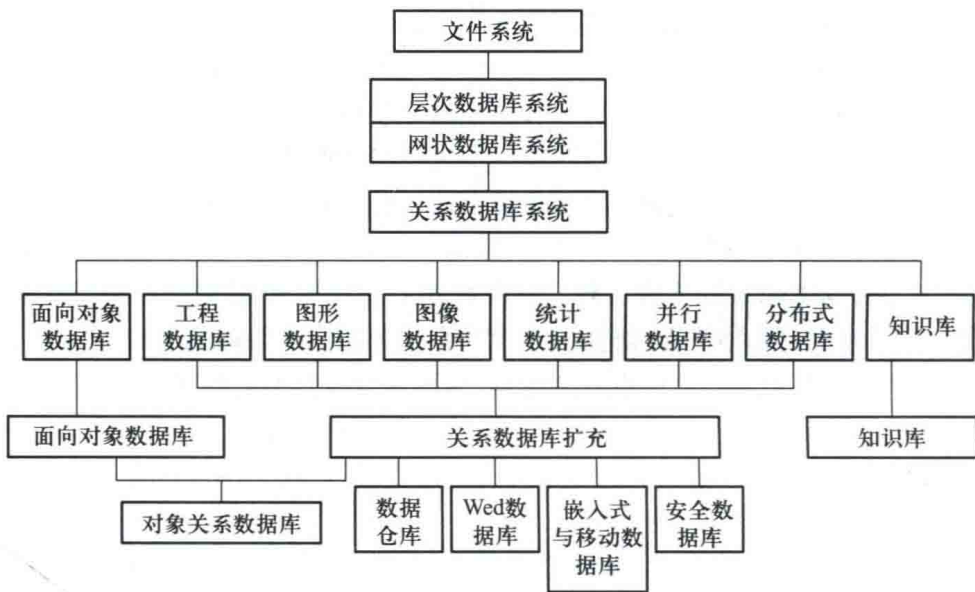 文件系统
层次数据库系统
网状数据库系统
关系数据库系统
面向对象
数据库
工程
数据库
图形
数据库
图像
数据库
统计
数据库
并行
数据库
分布式
数据库
知识库
面向对象数据库
关系数据库扩充
知识库
对象关系数据库
数据
仓库
Wed数
据库
嵌入式
与移动数
据库
安全数
据库